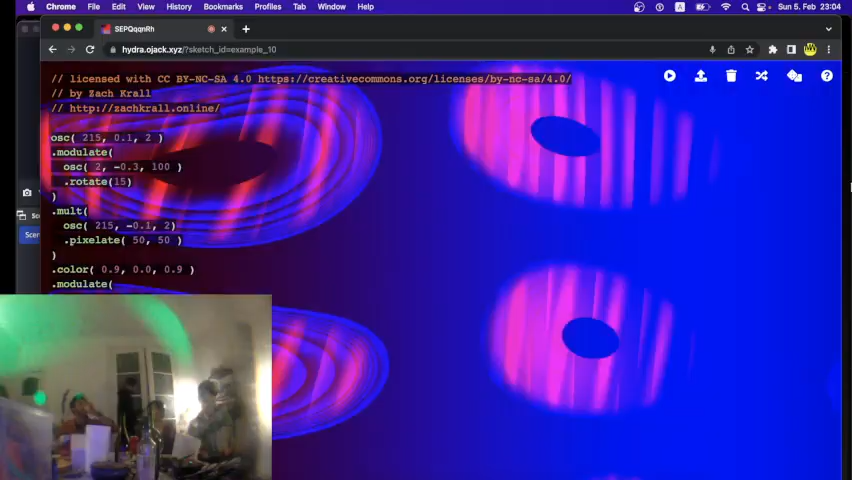 Chrome File Edit View History Bookmarks Profiles Tab Window Help Sun 5. Feb 23:04
SEPQqqnRh
hydra.ojack.xyz/?sketch_id=example_10
// licensed with CC BY-NC-SA 4.0 https://creativecommons.org/licenses/by-nc-sa/4.0/
// by Zach Krall
// http://zachkrall.online/
osc( 215, 0.1, 2 )
.modulate(
osc( 2, -0.3, 100 )
.rotate(15)
)
.mult(
osc( 215, -0.1, 2)
.pixelate( 50, 50 )
)
.color( 0.9, 0.0, 0.9 )
.modulate(